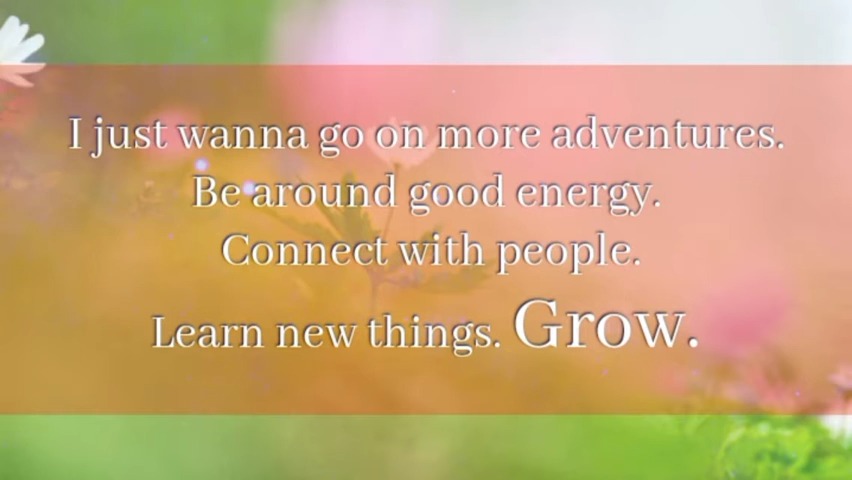 I just wanna go on more adventures.
Be around good energy.
Connect with people.
Learn new things. Grow.